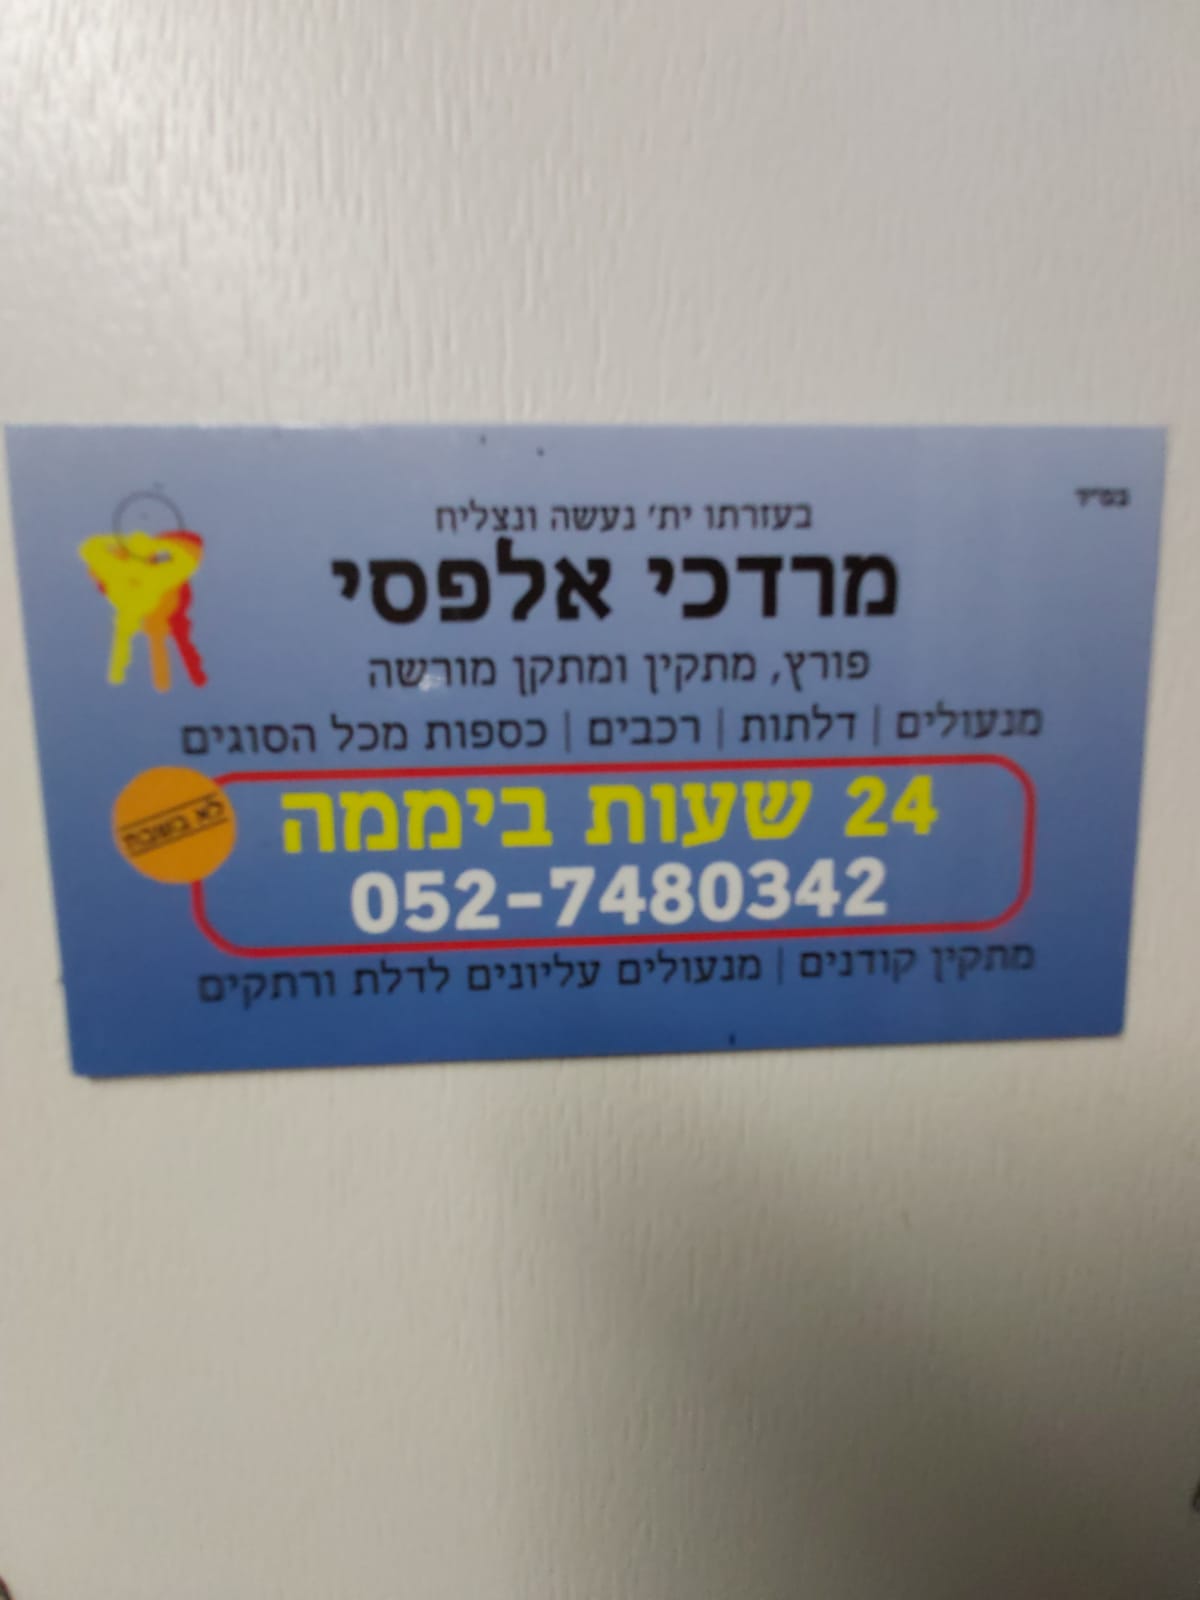 בס״ד
בעזרתו ית׳ נעשה ונצליח
מרדכי אלפסי
פורץ, מתקין ומתקן מורשה
מנעולים | דלתות | רכבים | כספות מכל הסוגים
24 שעות ביממה
לא בשבת
052-7480342
מתקין קודנים | מנעולים עליונים לדלת ורתקים